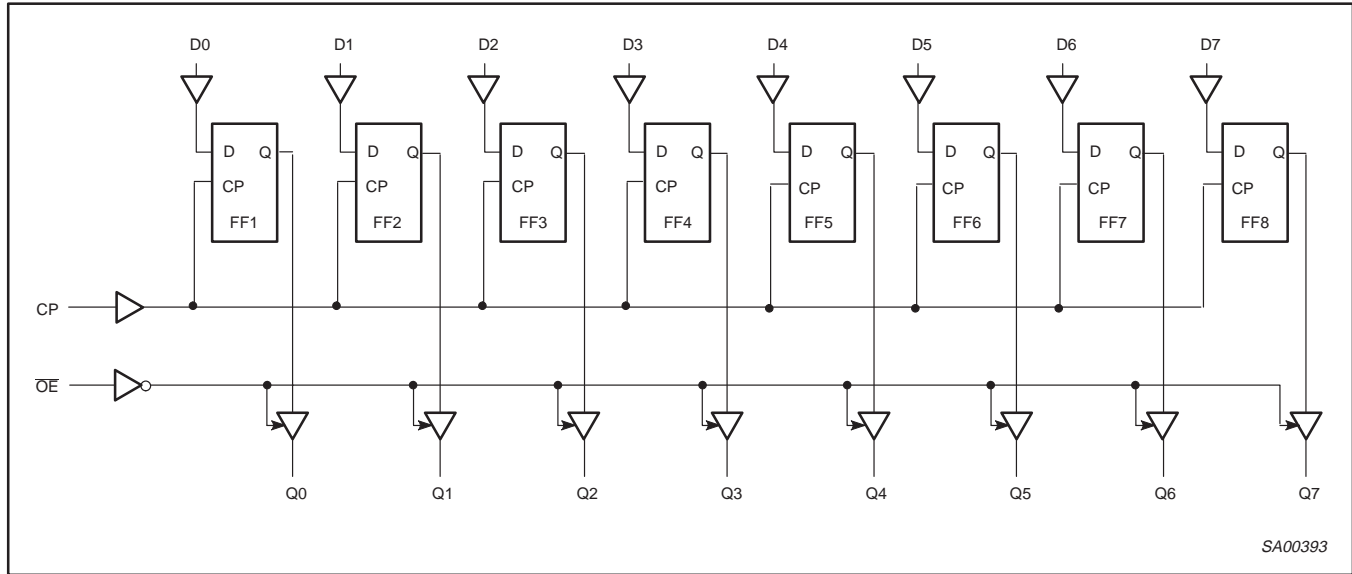 D0 D1 D2 D3 D4 D5 D6 D7
D Q D Q D Q D Q D Q D Q D Q D Q
CP CP CP CP CP CP CP CP
FF1 FF2 FF3 FF4 FF5 FF6 FF7 FF8
CP
OE
Q0 Q1 Q2 Q3 Q4 Q5 Q6 Q7
SA00393